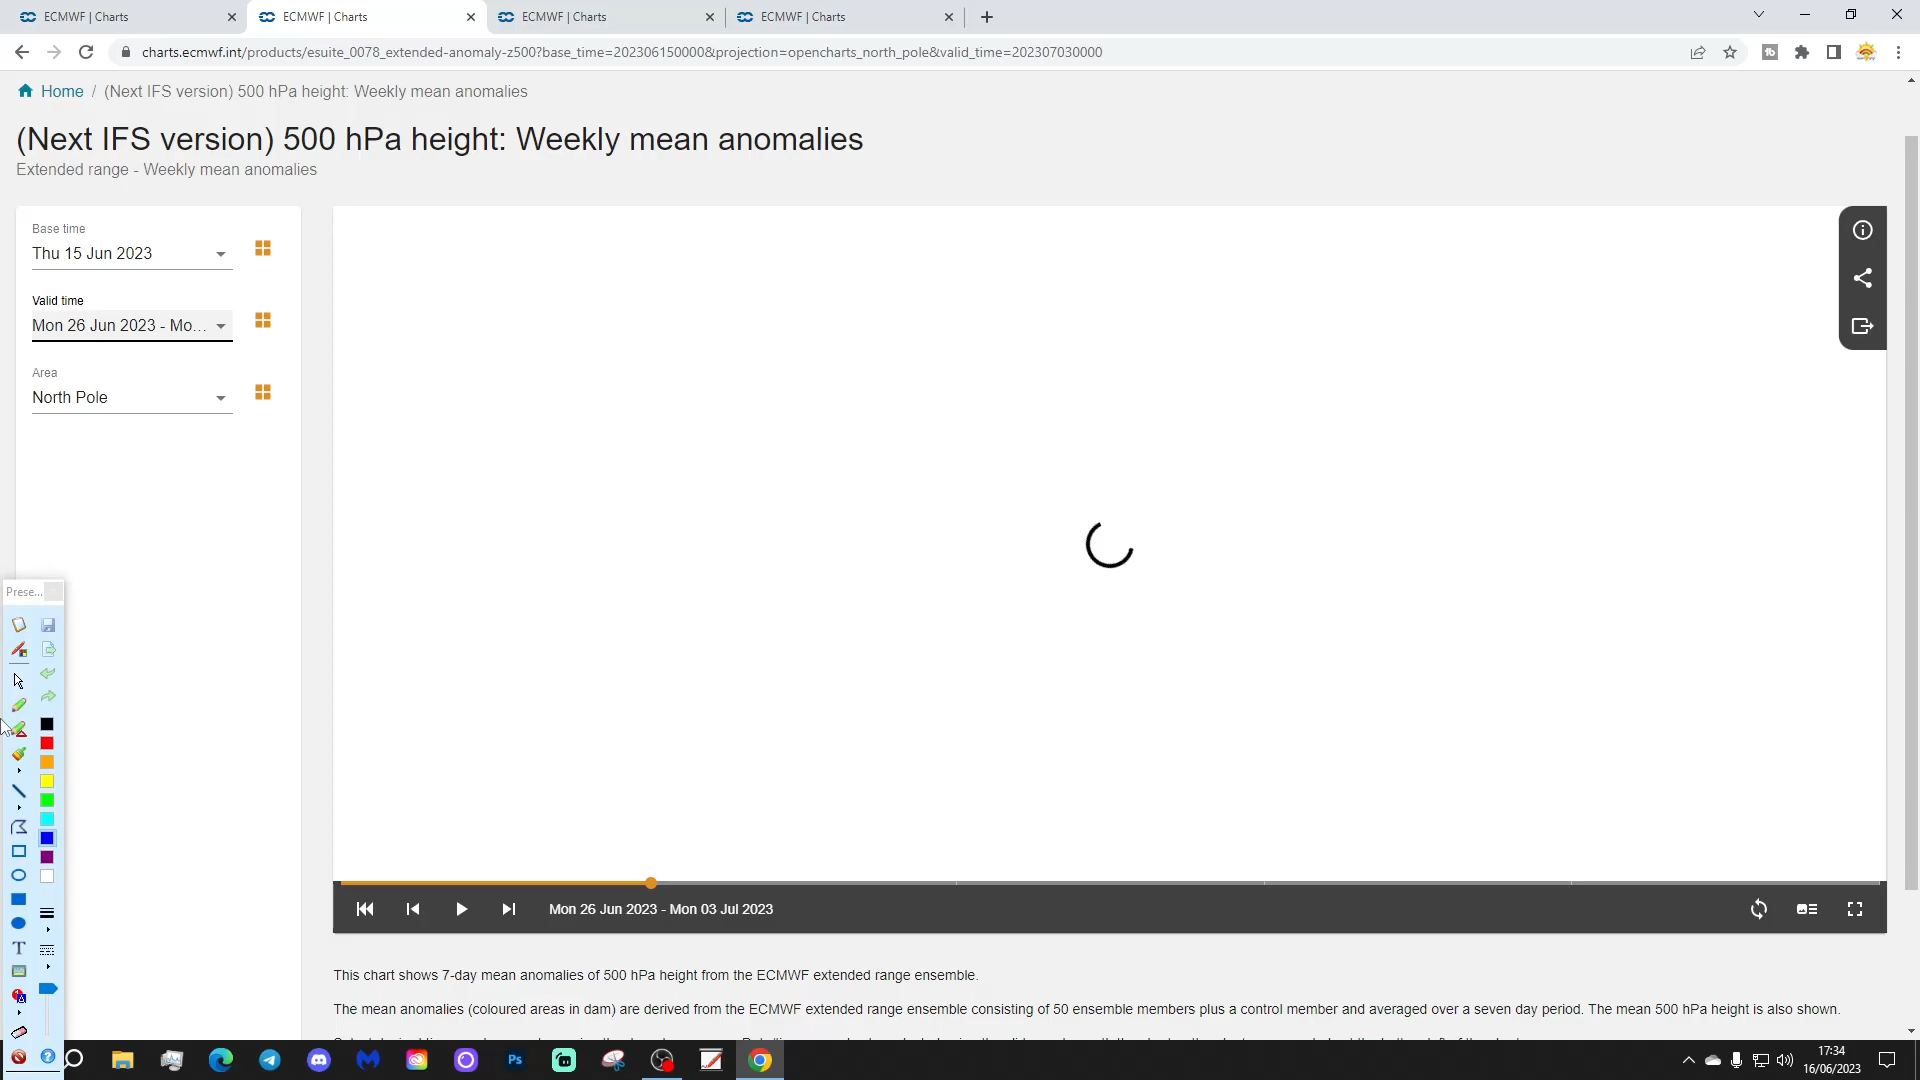 ECMWF | Charts
ECMWF | Charts
ECMWF | Charts
ECMWF | Charts
charts.ecmwf.int/products/esuite_0078_extended-anomaly-z500?base_time=202306150000&projection=opencharts_north_pole&valid_time=202307030000
Home / (Next IFS version) 500 hPa height: Weekly mean anomalies
(Next IFS version) 500 hPa height: Weekly mean anomalies
Extended range - Weekly mean anomalies
Base time
Thu 15 Jun 2023
Valid time
Mon 26 Jun 2023 - Mo...
Area
North Pole
Prese...
Mon 26 Jun 2023 - Mon 03 Jul 2023
This chart shows 7-day mean anomalies of 500 hPa height from the ECMWF extended range ensemble.
The mean anomalies (coloured areas in dam) are derived from the ECMWF extended range ensemble consisting of 50 ensemble members plus a control member and averaged over a seven day period. The mean 500 hPa height is also shown.
Ps
17:34
16/06/2023